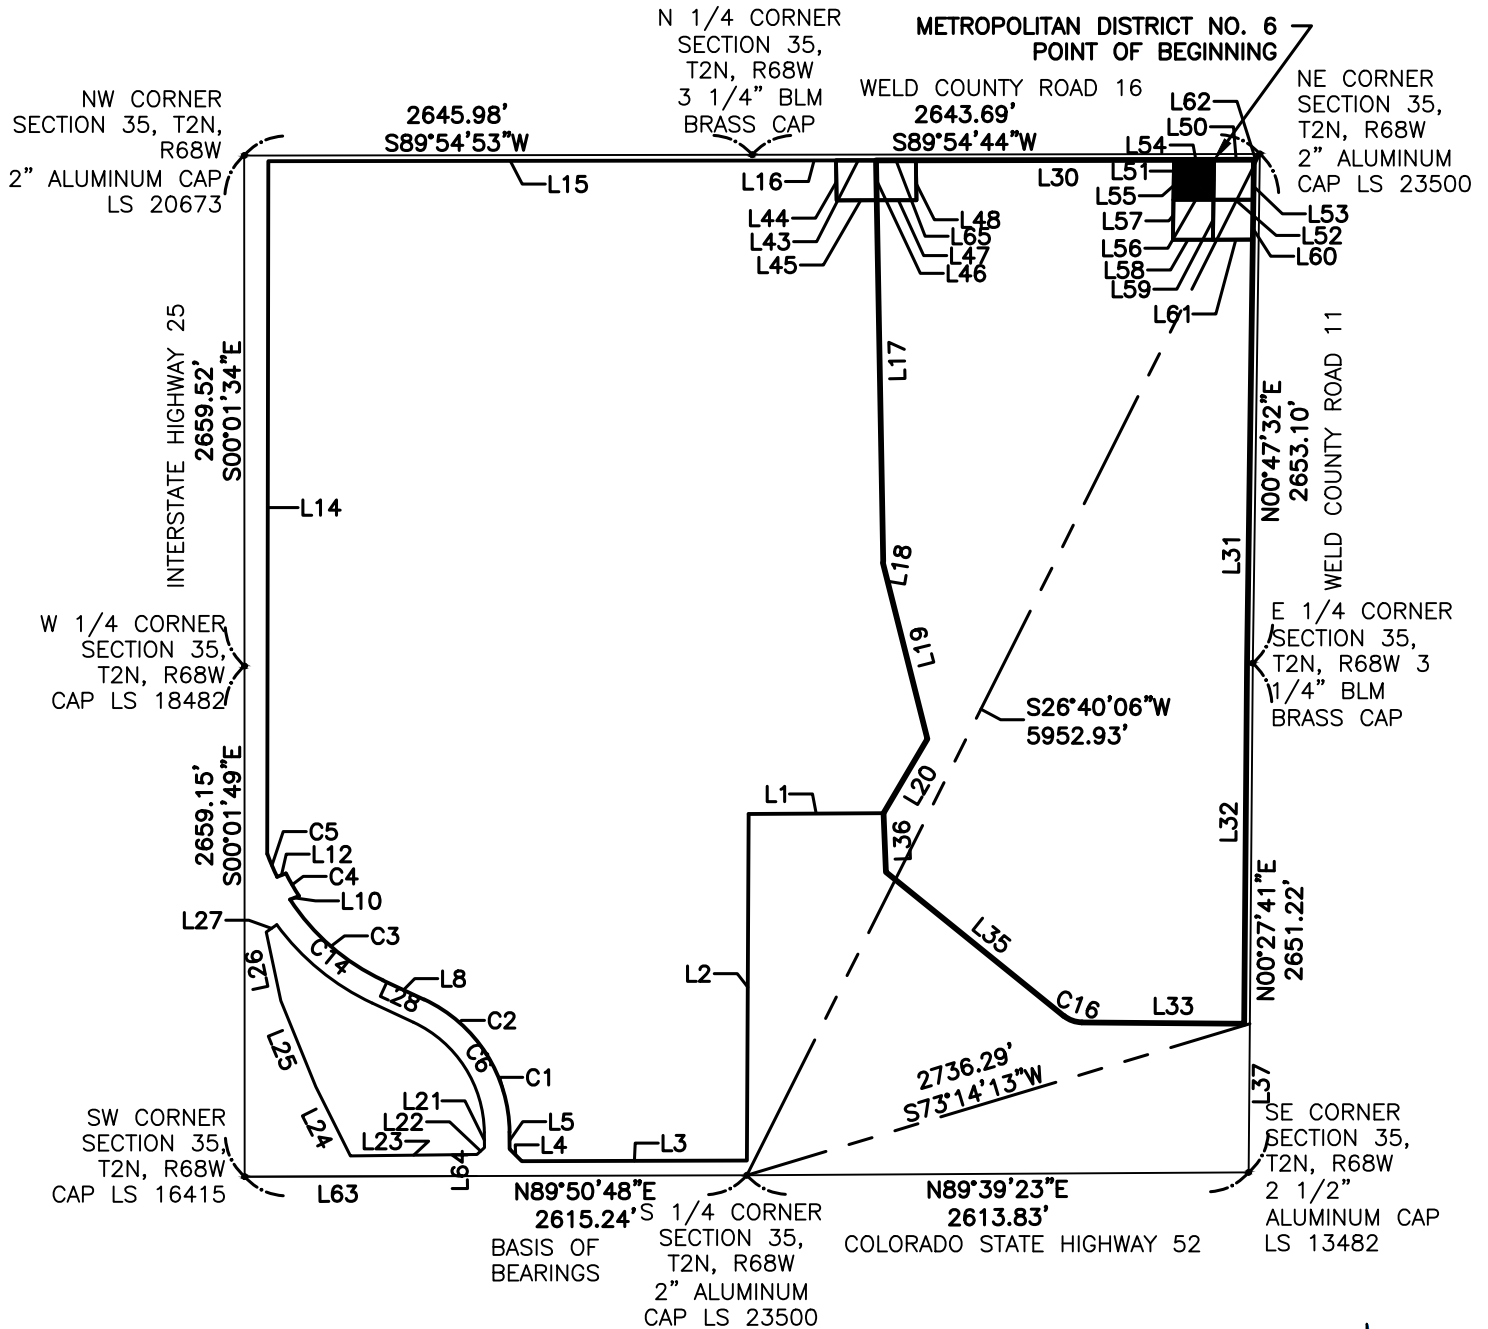 N 1/4 CORNER
SECTION 35,
T2N, R68W
3 1/4" BLM
BRASS CAP
METROPOLITAN DISTRICT NO. 6
POINT OF BEGINNING
WELD COUNTY ROAD 16
NE CORNER
SECTION 35,
T2N, R68W
2" ALUMINUM
CAP LS 23500
NW CORNER
SECTION 35, T2N,
R68W
2" ALUMINUM CAP
LS 20673
2645.98'
S89°54'53"W
2643.69'
S89°54'44"W
L62
L50
L54
L51
L55
L57
L56
L58
L59
L61
L53
L52
L60
L15
L16
L30
L44
L43
L45
L48
L65
L47
L46
INTERSTATE HIGHWAY 25
2659.52'
S00°01'34"E
L14
L17
L18
L19
L20
L36
L31
N00°47'32"E
2653.10'
WELD COUNTY ROAD 11
W 1/4 CORNER
SECTION 35,
T2N, R68W
CAP LS 18482
E 1/4 CORNER
SECTION 35,
T2N, R68W 3
1/4" BLM
BRASS CAP
S26°40'06"W
5952.93'
2659.15'
S00°01'49"E
L1
L2
L32
N00°27'41"E
2651.22'
C5
L12
C4
L10
L27
C3
C14
L26
L8
L28
C2
C6
C1
L25
L24
L21
L22
L23
L5
L4
L3
L64
L35
C16
L33
2736.29'
S73°14'13"W
L37
SW CORNER
SECTION 35,
T2N, R68W
CAP LS 16415
L63
N89°50'48"E
2615.24'
BASIS OF
BEARINGS
S 1/4 CORNER
SECTION 35,
T2N, R68W
2" ALUMINUM
CAP LS 23500
N89°39'23"E
2613.83'
COLORADO STATE HIGHWAY 52
SE CORNER
SECTION 35,
T2N, R68W
2 1/2"
ALUMINUM CAP
LS 13482